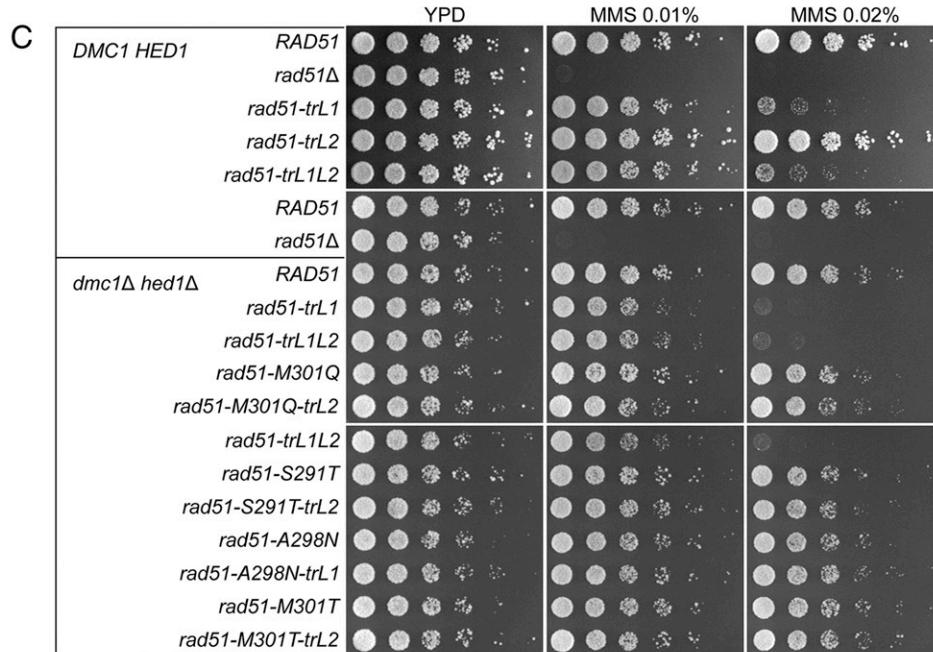 C
YPD MMS 0.01% MMS 0.02%
DMC1 HED1 RAD51
rad51Δ
rad51-trL1
rad51-trL2
rad51-trL1L2
RAD51
rad51Δ
dmc1Δ hed1Δ RAD51
rad51-trL1
rad51-trL1L2
rad51-M301Q
rad51-M301Q-trL2
rad51-trL1L2
rad51-S291T
rad51-S291T-trL2
rad51-A298N
rad51-A298N-trL1
rad51-M301T
rad51-M301T-trL2